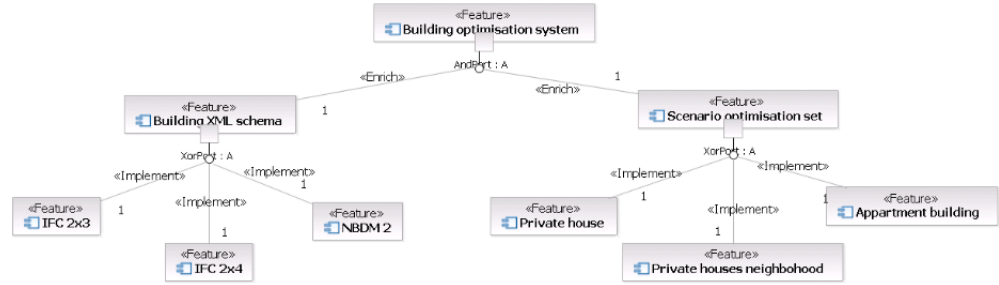 «Feature»
Building optimisation system
AndPort : A
«Enrich»
1
«Enrich»
1
«Feature»
Building XML schema
«Feature»
Scenario optimisation set
XorPort : A
XorPort : A
«Implement»
«Implement»
«Implement»
«Implement»
1
1
«Implement»
«Implement»
1
1
1
1
«Feature»
IFC 2x3
«Feature»
NBDM 2
«Feature»
Private house
«Feature»
Appartment building
«Feature»
IFC 2x4
«Feature»
Private houses neighbohood